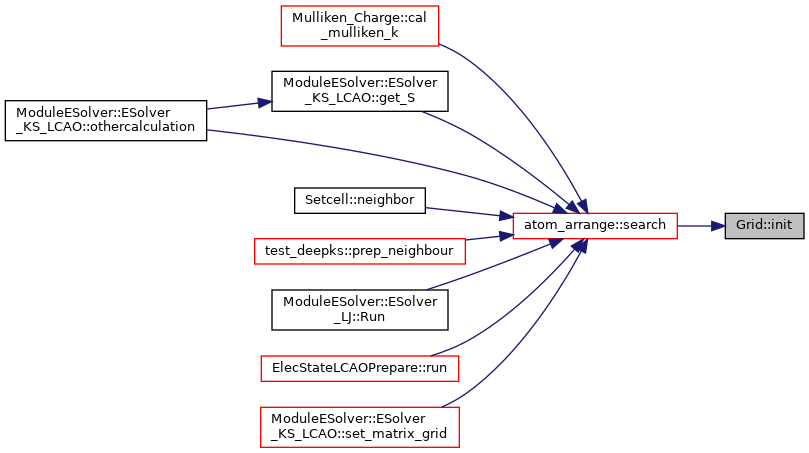 Mulliken_Charge::cal
_mulliken_k
ModuleESolver::ESolver
_KS_LCAO::get_S
ModuleESolver::ESolver
_KS_LCAO::othercalculation
Setcell::neighbor
atom_arrange::search
Grid::init
test_deepks::prep_neighbour
ModuleESolver::ESolver
_LJ::Run
ElecStateLCAOPrepare::run
ModuleESolver::ESolver
_KS_LCAO::set_matrix_grid